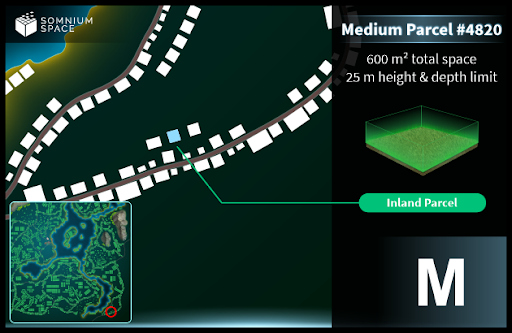 SOMNIUM
SPACE
Medium Parcel #4820
600 m² total space
25 m height & depth limit
Inland Parcel
M